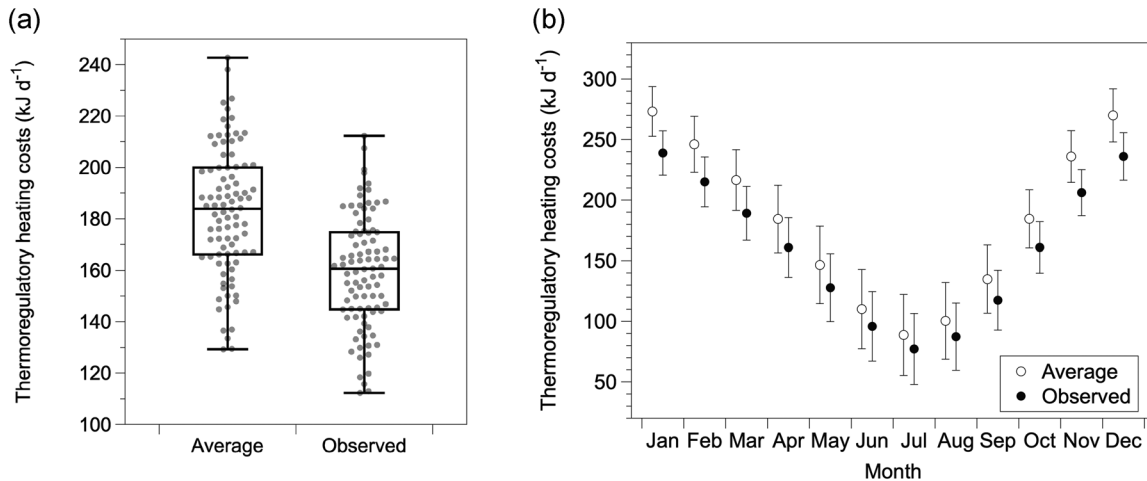 (a)
Thermoregulatory heating costs (kJ d⁻¹)
240
220
200
180
160
140
120
100
Average Observed
(b)
Thermoregulatory heating costs (kJ d⁻¹)
300
250
200
150
100
50
Average
Observed
Jan Feb Mar Apr May Jun Jul Aug Sep Oct Nov Dec
Month